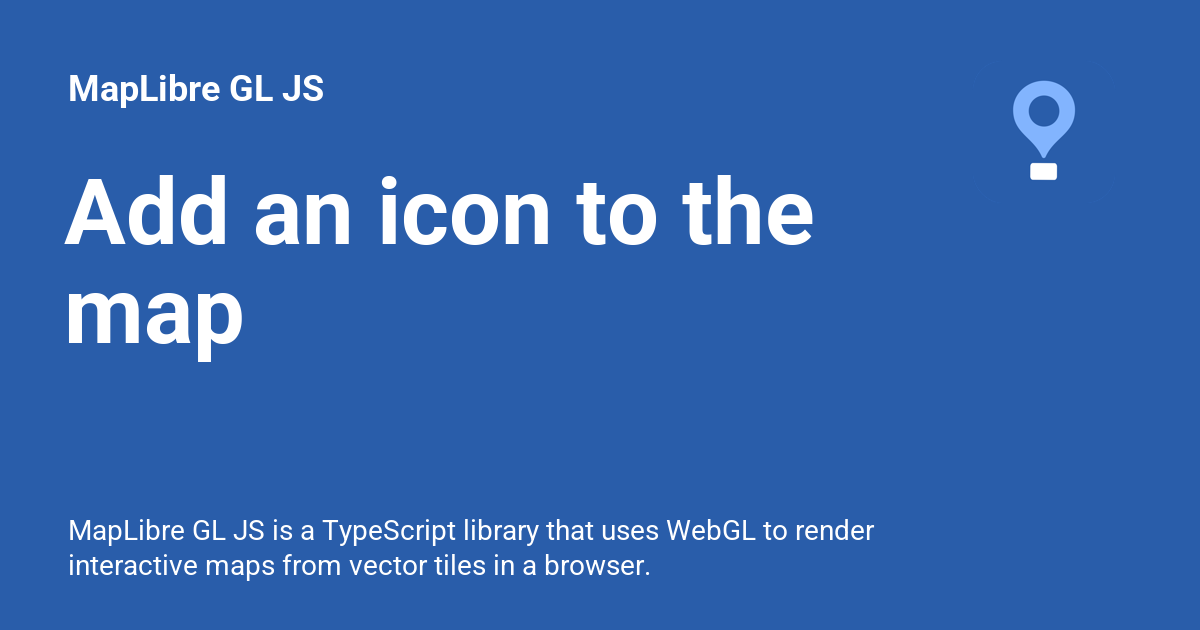 MapLibre GL JS
Add an icon to the
map
MapLibre GL JS is a TypeScript library that uses WebGL to render
interactive maps from vector tiles in a browser.